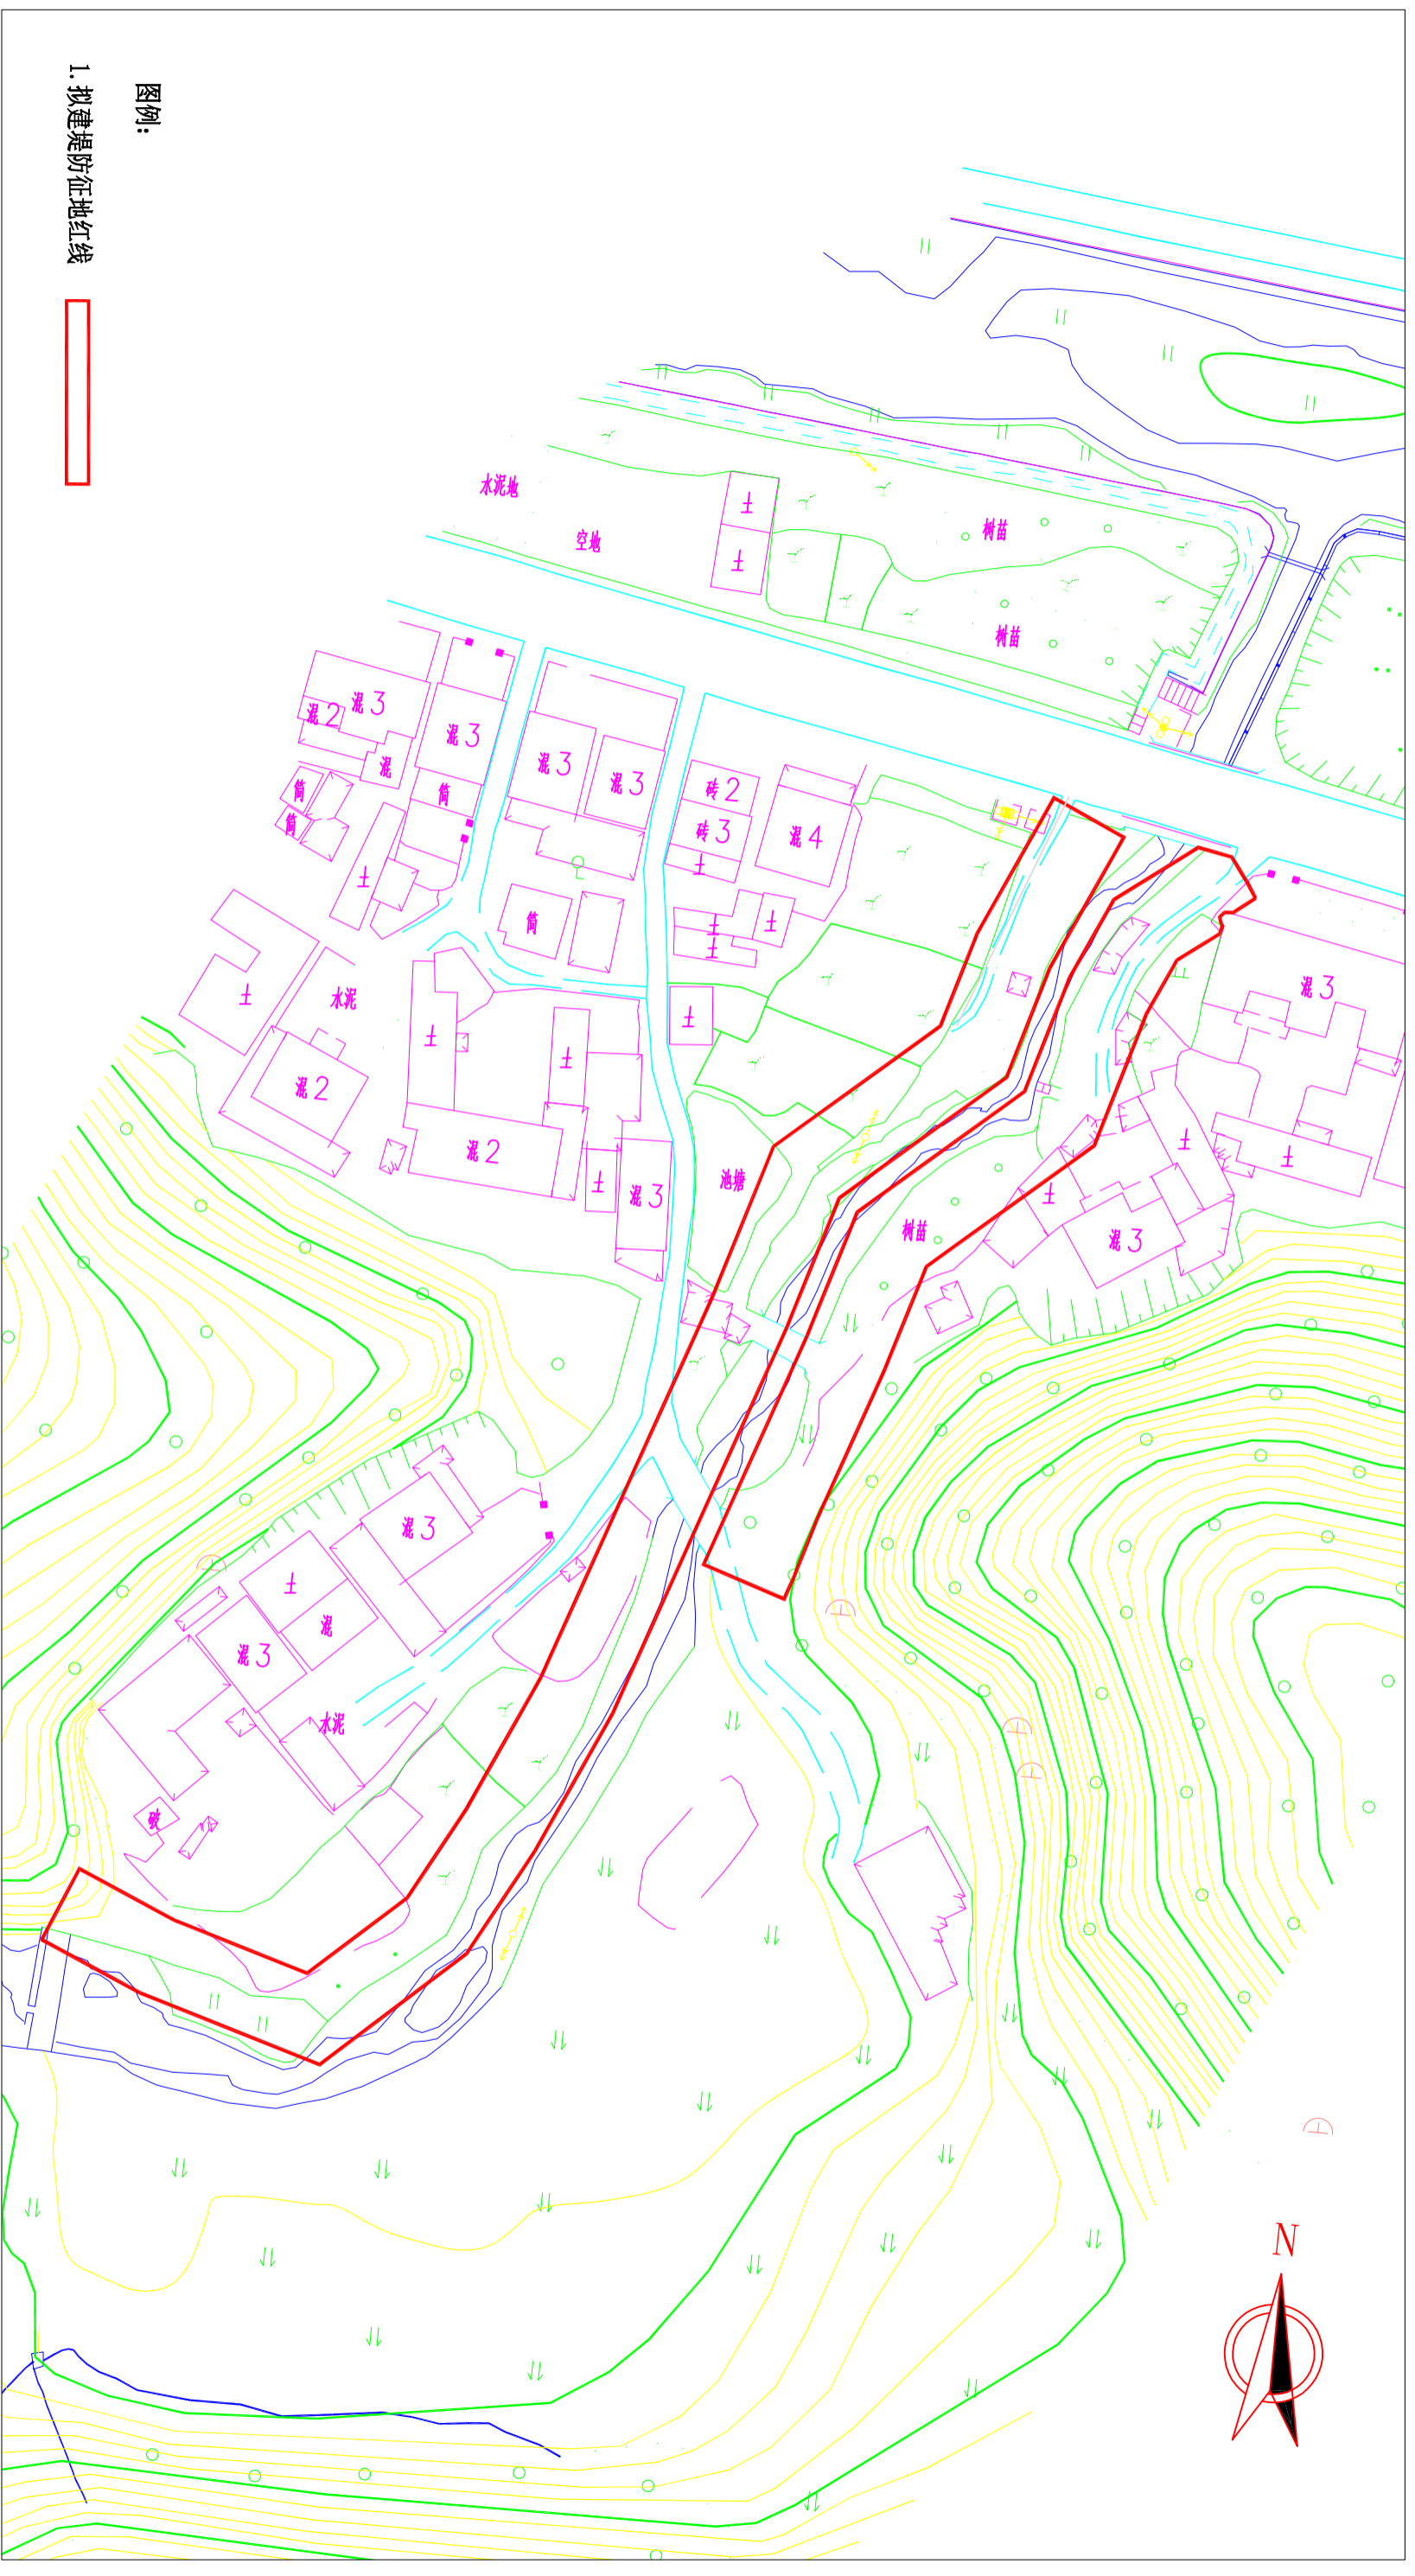 图例:
1. 拟建堤防征地红线
水泥地
空地
土
土
树苗
树苗
混3
混2
混
混3
筒
筒
筒
混3
混3
砖2
砖3
土
混4
土
土
土
土
筒
土
水泥
混2
土
土
混2
土
混3
土
池塘
树苗
混3
土
土
土
混3
混3
土
混
混3
水泥
破
N